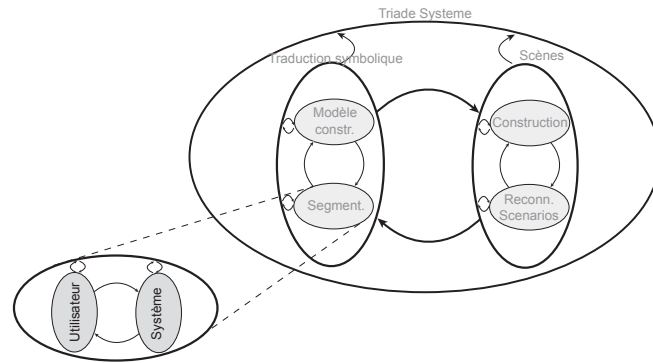 Triade Systeme
Traduction symbolique
Scènes
Modèle
constr.
Construction
Segment.
Reconn.
Scenarios
Utilisateur
Système